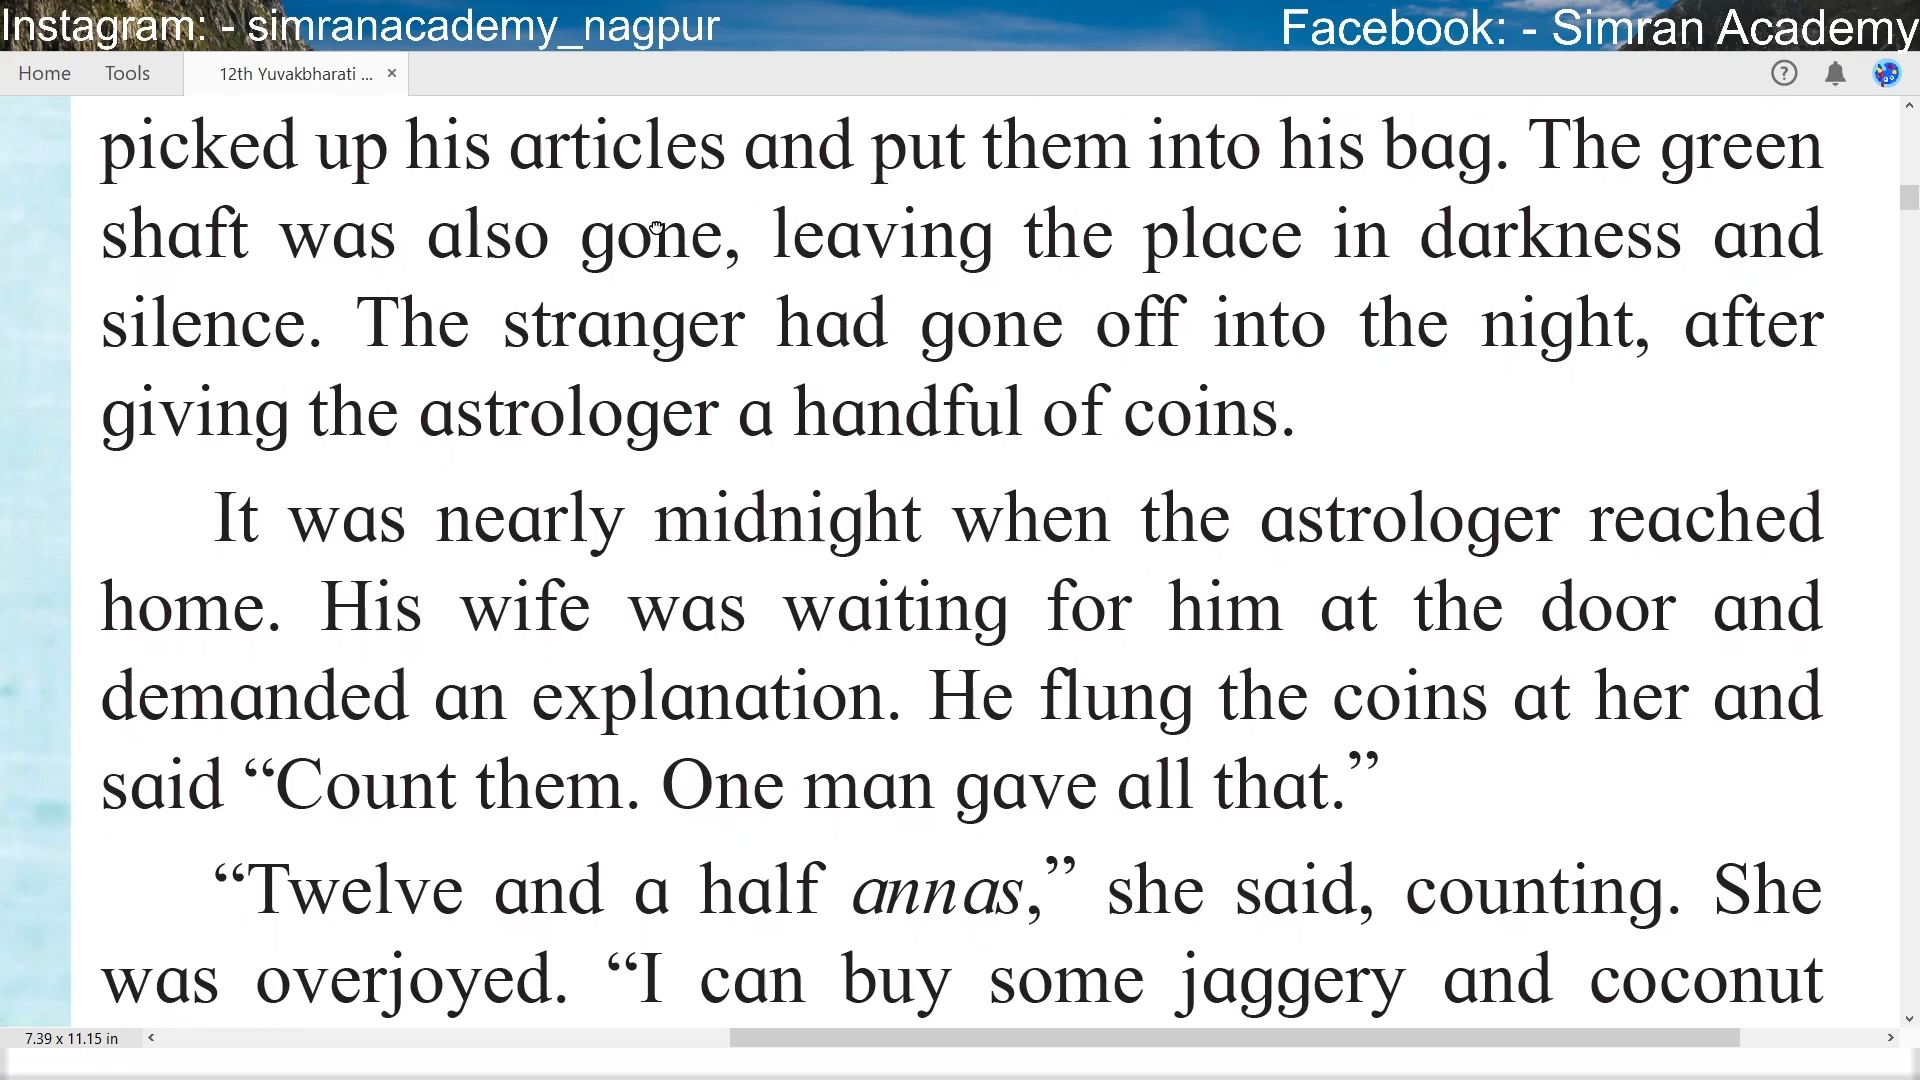 Instagram: - simranacademy_nagpur
Facebook: - Simran Academy
Home Tools 12th Yuvakbharati ... ×
picked up his articles and put them into his bag. The green
shaft was also gone, leaving the place in darkness and
silence. The stranger had gone off into the night, after
giving the astrologer a handful of coins.
It was nearly midnight when the astrologer reached
home. His wife was waiting for him at the door and
demanded an explanation. He flung the coins at her and
said “Count them. One man gave all that.”
“Twelve and a half annas,” she said, counting. She
was overjoyed. “I can buy some jaggery and coconut
7.39 x 11.15 in